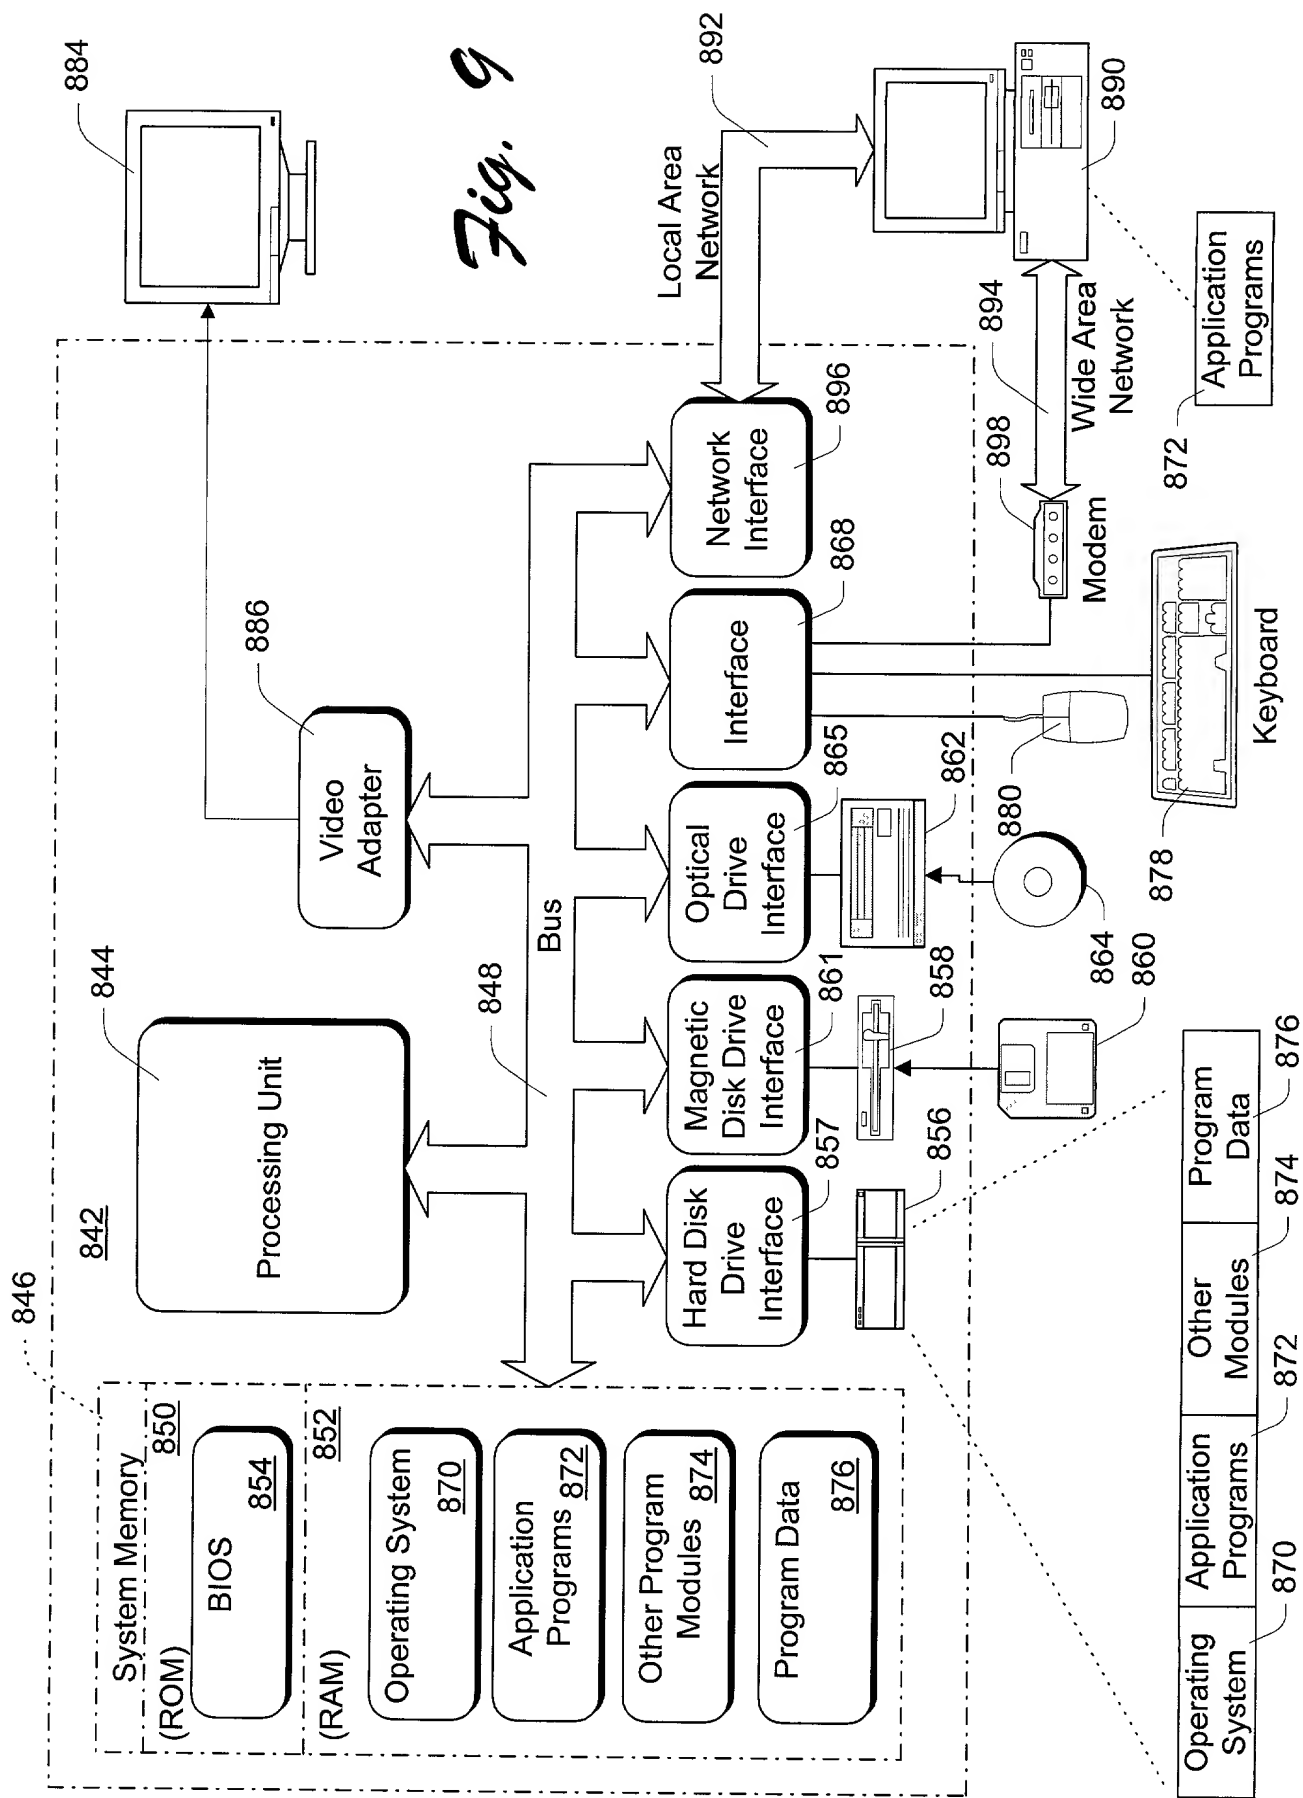 846
842
844
886
884
System Memory
(ROM)
850
BIOS
854
(RAM)
852
Operating System
870
Application
Programs
872
Other Program
Modules
874
Program Data
876
Processing Unit
Video
Adapter
848
Bus
Hard Disk
Drive
Interface
857
Magnetic
Disk Drive
Interface
861
Optical
Drive
Interface
865
Interface
868
Network
Interface
896
Fig. 9
Local Area
Network
892
856
858
862
860
864
880
878
Keyboard
Modem
898
894
Wide Area
Network
890
872
Application
Programs
Operating
System
870
Application
Programs
872
Other
Modules
874
Program
Data
876